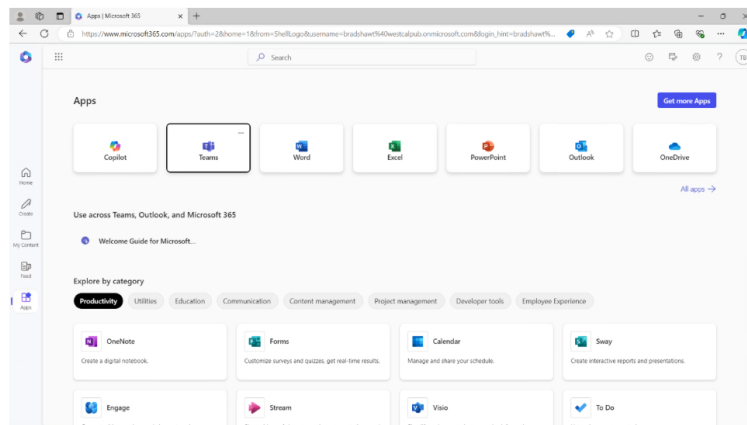 Apps | Microsoft 365
https://www.microsoft365.com/apps/?auth=2&home=1&from=ShellLogo&username=bradshawt%40westcalpub.onmicrosoft.com&login_hint=bradshawt%...
Search
TB
Apps
Get more Apps
Copilot
Teams
Word
Excel
PowerPoint
Outlook
OneDrive
All apps →
Home
Create
My Content
Feed
Apps
Use across Teams, Outlook, and Microsoft 365
Welcome Guide for Microsoft...
Explore by category
Productivity Utilities Education Communication Content management Project management Developer tools Employee Experience
OneNote
Create a digital notebook.
Forms
Customize surveys and quizzes, get real-time results.
Calendar
Manage and share your schedule.
Sway
Create interactive reports and presentations.
Engage
Stream
Visio
To Do